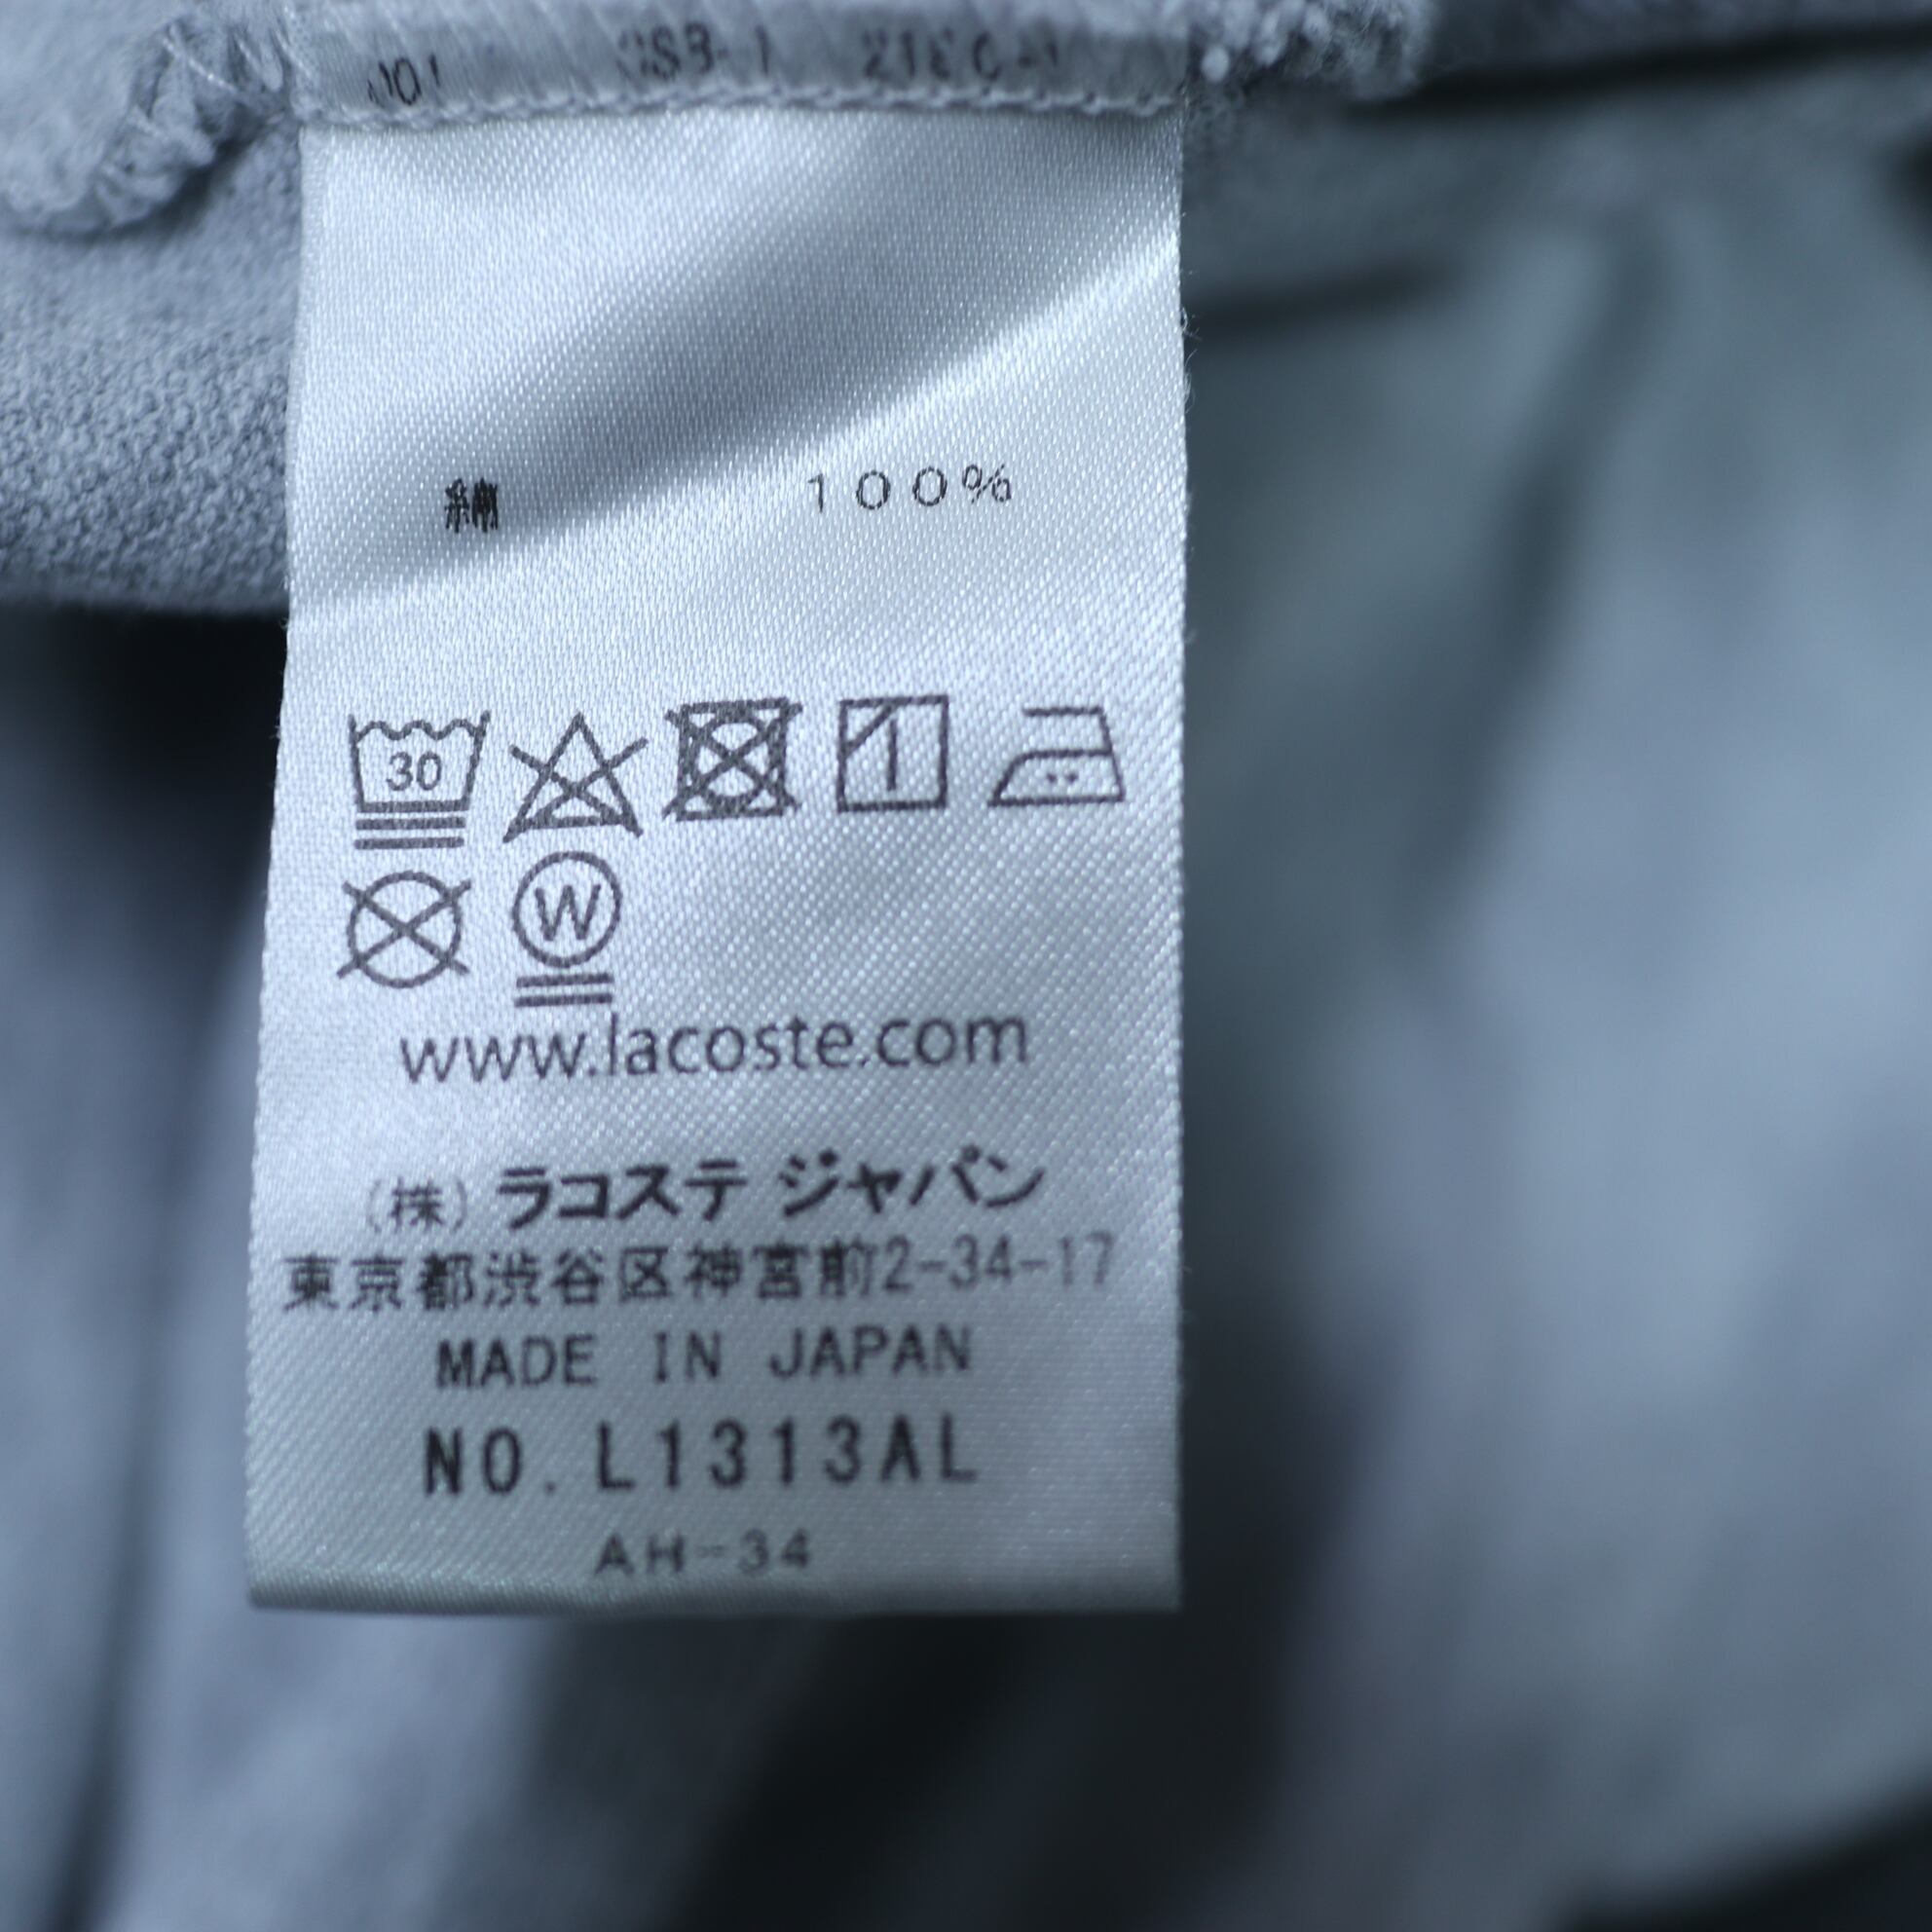 綿 100%
30
W
www.lacoste.com
(株) ラコステ ジャパン
東京都渋谷区神宮前2-34-17
MADE IN JAPAN
NO. L1313AL
AH-34